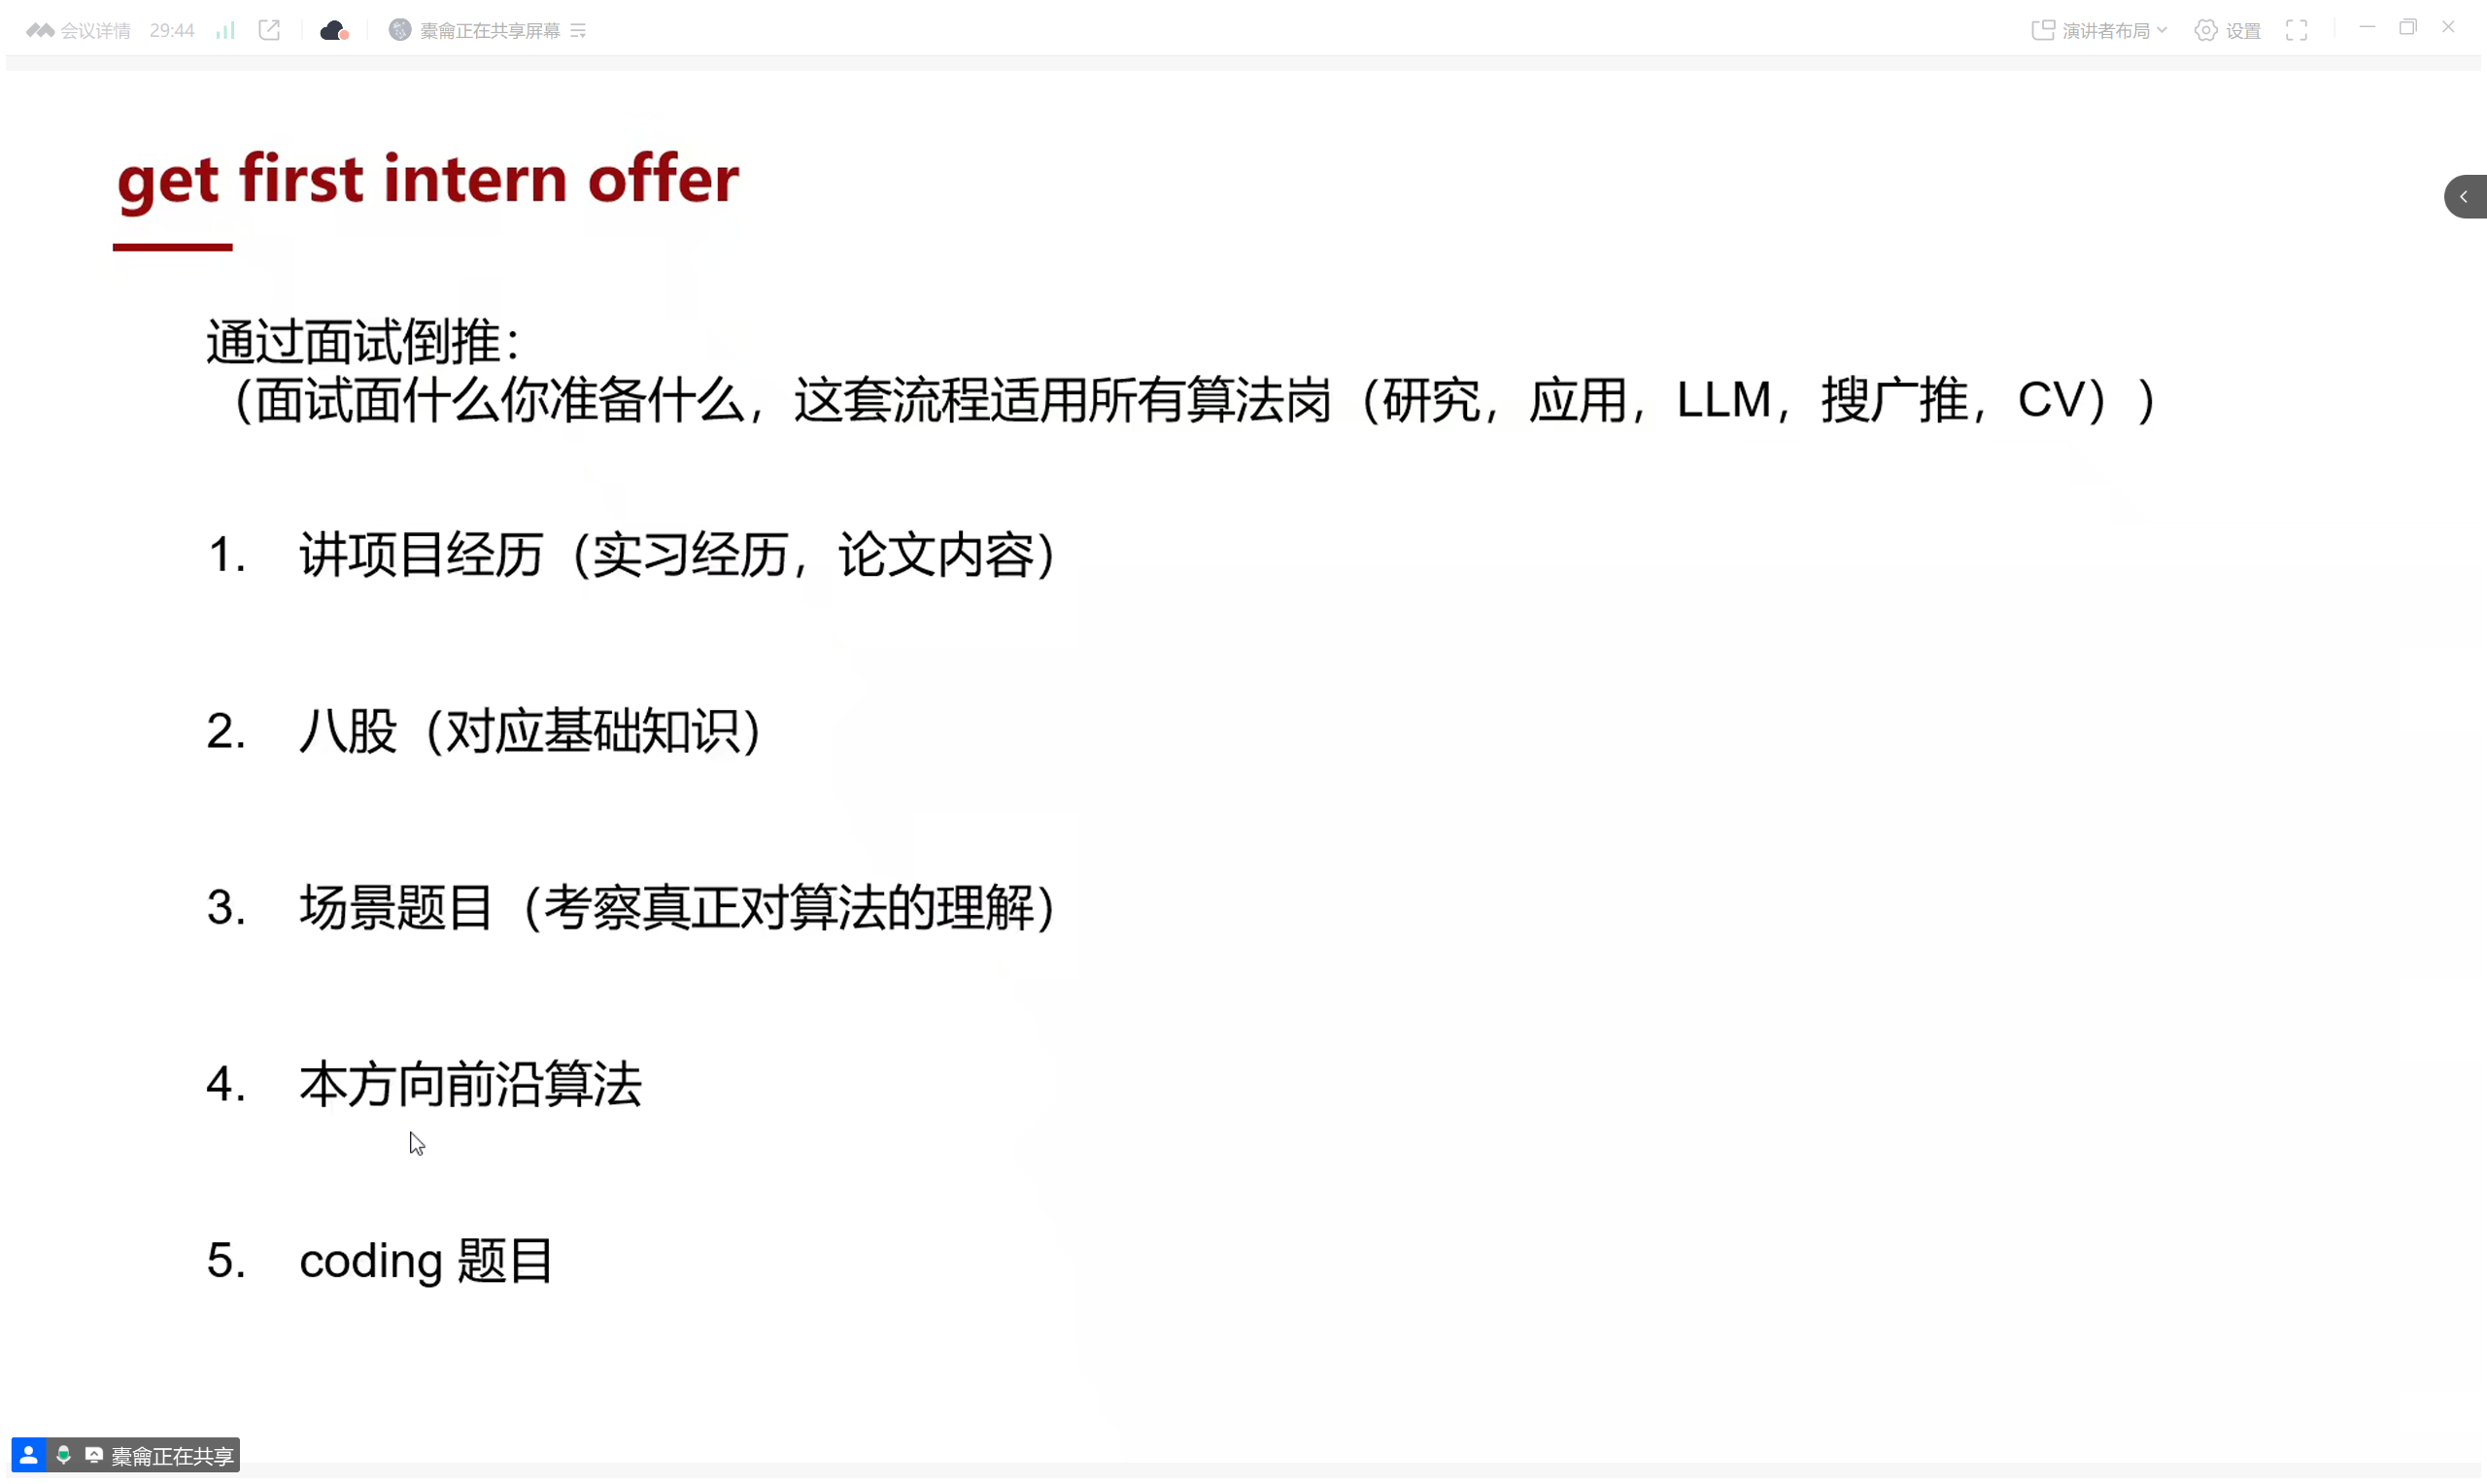 会议详情 29:44 橐龠正在共享屏幕 演讲者布局 设置
get first intern offer
通过面试倒推：
（面试面什么你准备什么，这套流程适用所有算法岗（研究，应用，LLM，搜广推，CV））
1. 讲项目经历（实习经历，论文内容）
2. 八股（对应基础知识）
3. 场景题目（考察真正对算法的理解）
4. 本方向前沿算法
5. coding 题目
橐龠正在共享